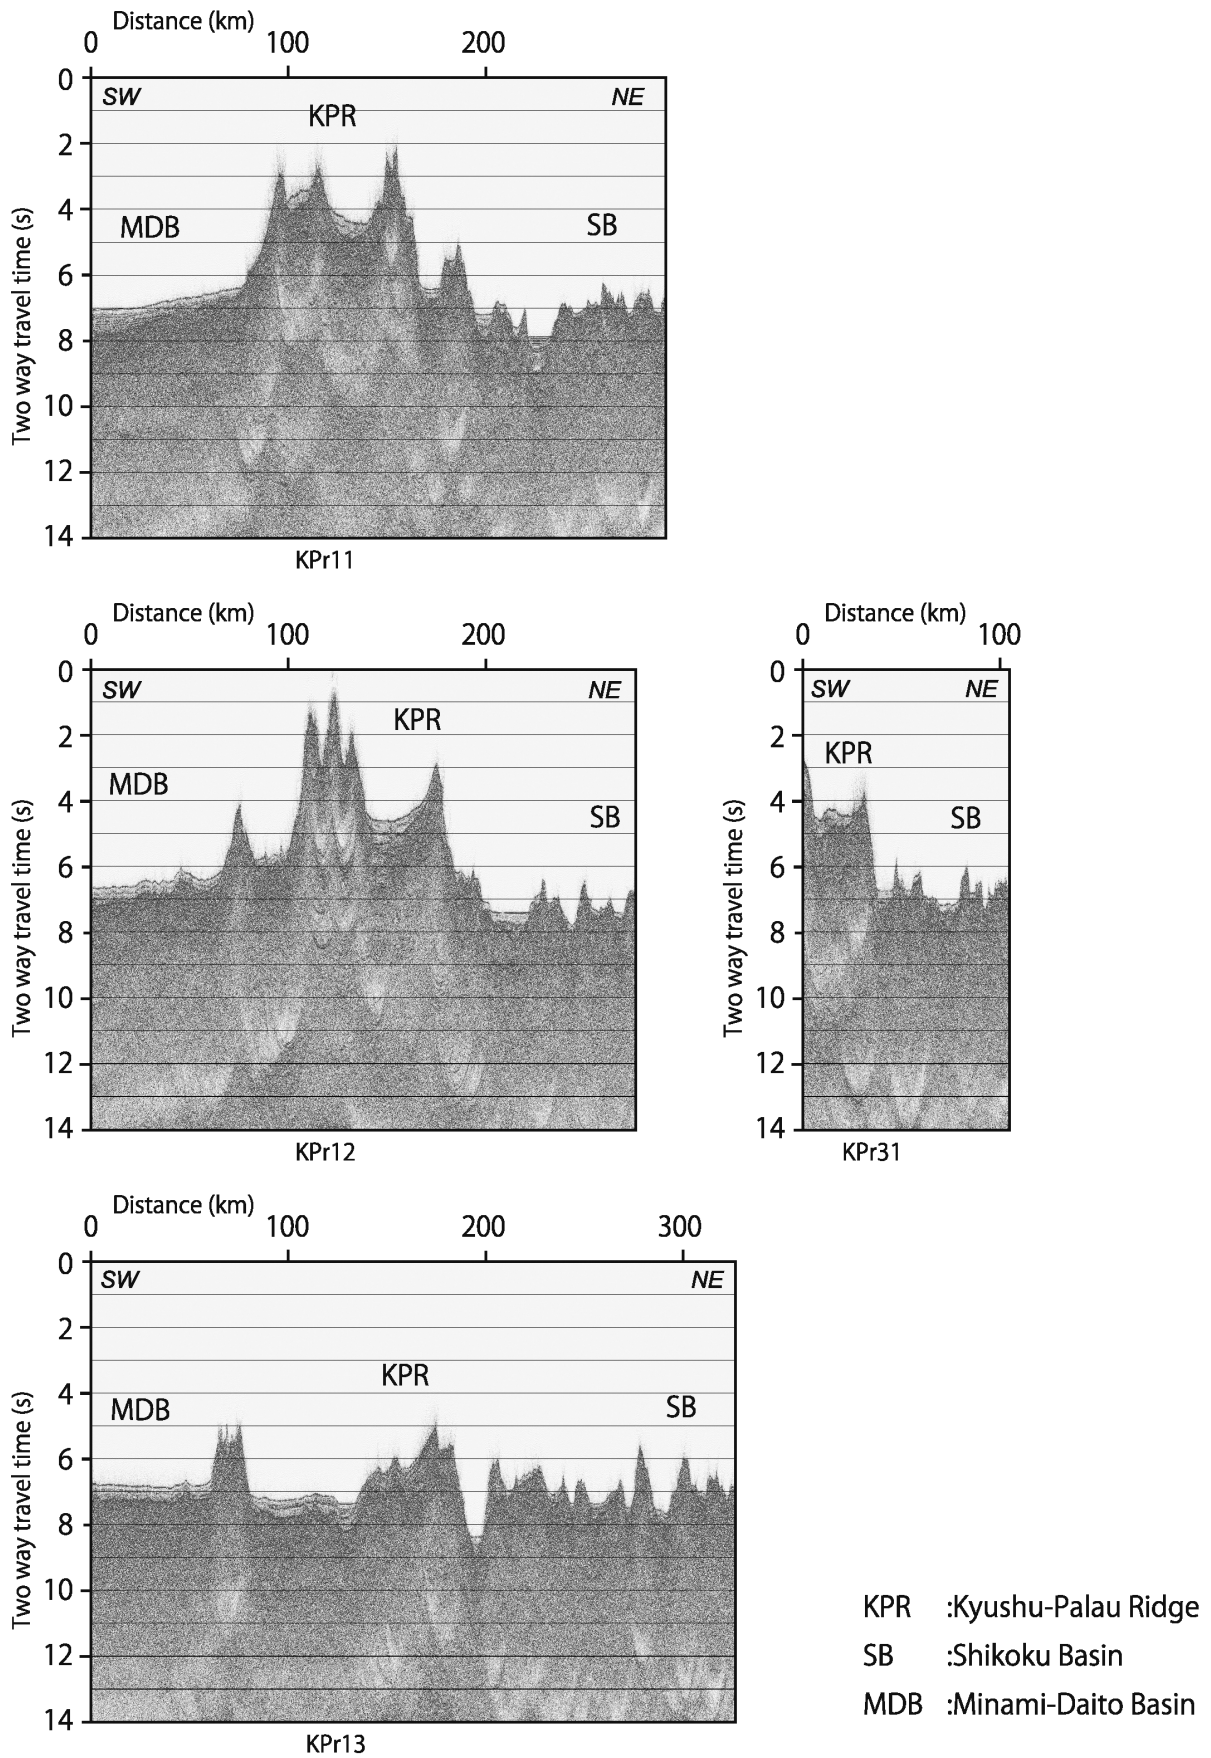 Distance (km)
0 100 200
0
2
4
6
8
10
12
14
Two way travel time (s)
SW NE
KPR
MDB SB
KPr11
Distance (km)
0 100 200
0
2
4
6
8
10
12
14
Two way travel time (s)
SW NE
KPR
MDB
SB
KPr12
Distance (km)
0 100
0
2
4
6
8
10
12
14
Two way travel time (s)
SW NE
KPR
SB
KPr31
Distance (km)
0 100 200 300
0
2
4
6
8
10
12
14
Two way travel time (s)
SW NE
KPR
MDB SB
KPr13
KPR :Kyushu-Palau Ridge
SB :Shikoku Basin
MDB :Minami-Daito Basin